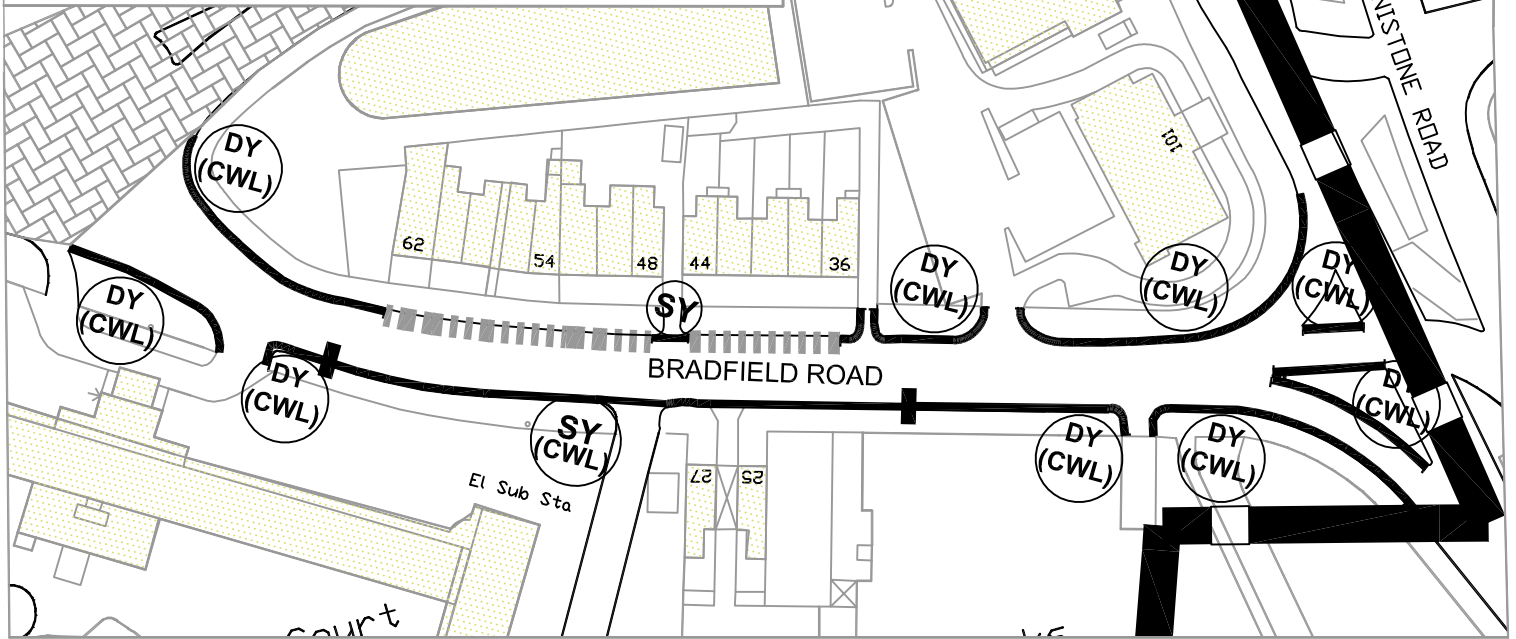 DY
(CWL)
62
54
48
44
36
SY
DY
(CWL)
DY
(CWL)
101
DY
(CWL)
NISTONE ROAD
DY
(CWL)
DY
(CWL)
BRADFIELD ROAD
SY
(CWL)
El Sub Sta
27
25
DY
(CWL)
DY
(CWL)
D
(CWL)
Court